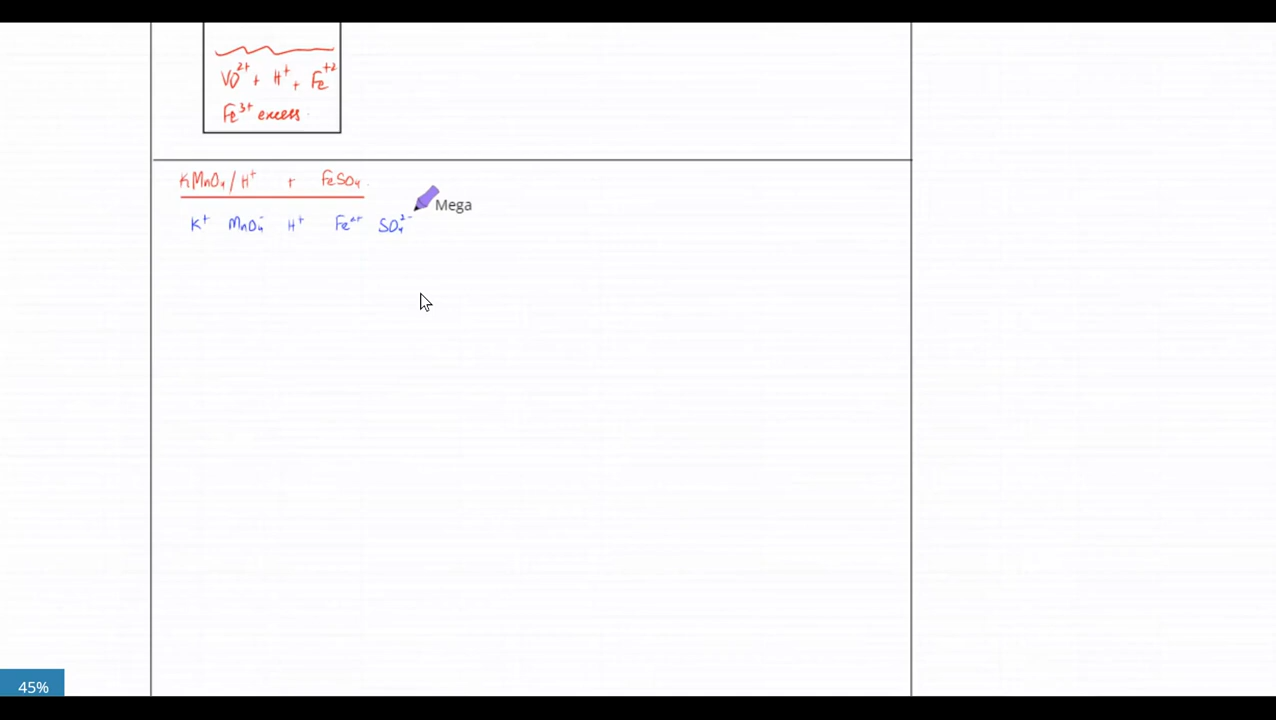 VO²⁺ + H⁺ + Fe⁺²
Fe³⁺ excess.
KMnO₄/H⁺ + FeSO₄.
Mega
K⁺ MnO₄⁻ H⁺ Fe²⁺ SO₄²⁻
45%